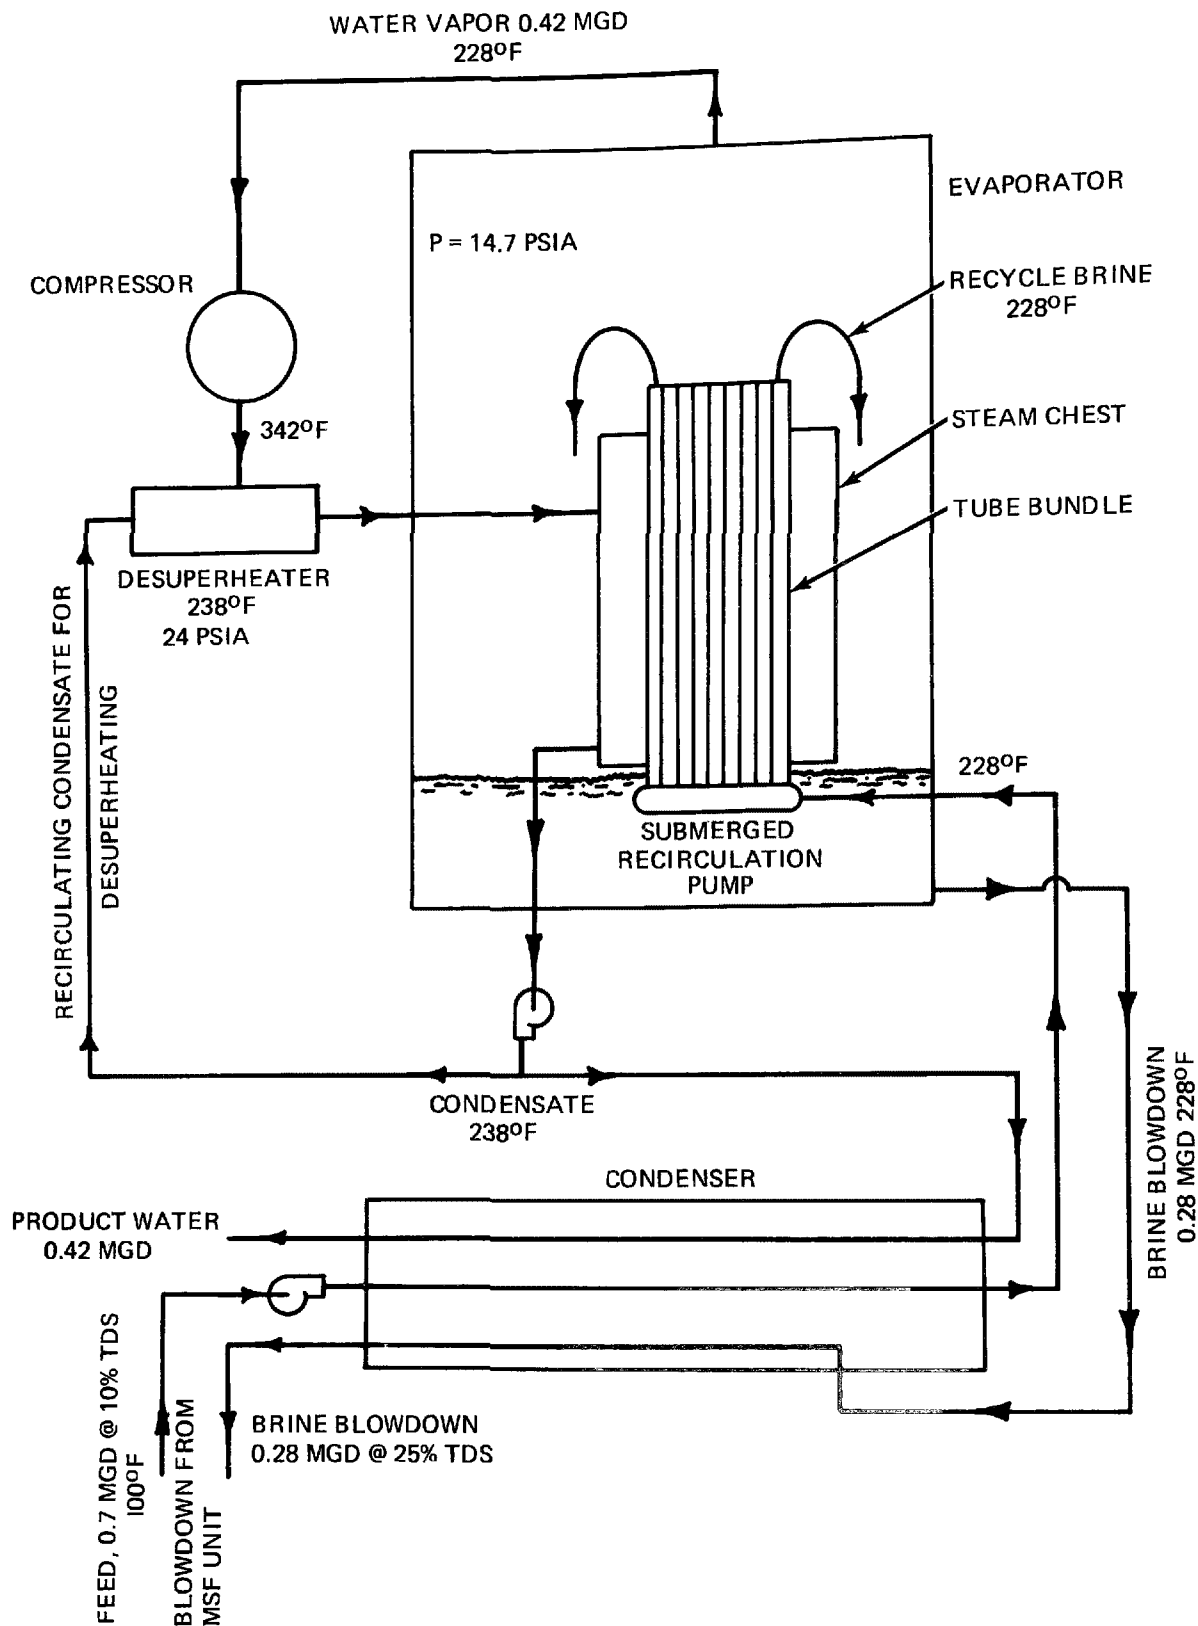 WATER VAPOR 0.42 MGD
228°F
EVAPORATOR
P = 14.7 PSIA
COMPRESSOR
RECYCLE BRINE
228°F
342°F
STEAM CHEST
TUBE BUNDLE
DESUPERHEATER
238°F
24 PSIA
RECIRCULATING CONDENSATE FOR
DESUPERHEATING
228°F
SUBMERGED
RECIRCULATION
PUMP
CONDENSATE
238°F
BRINE BLOWDOWN
0.28 MGD 228°F
CONDENSER
PRODUCT WATER
0.42 MGD
FEED, 0.7 MGD @ 10% TDS
100°F
BLOWDOWN FROM
MSF UNIT
BRINE BLOWDOWN
0.28 MGD @ 25% TDS